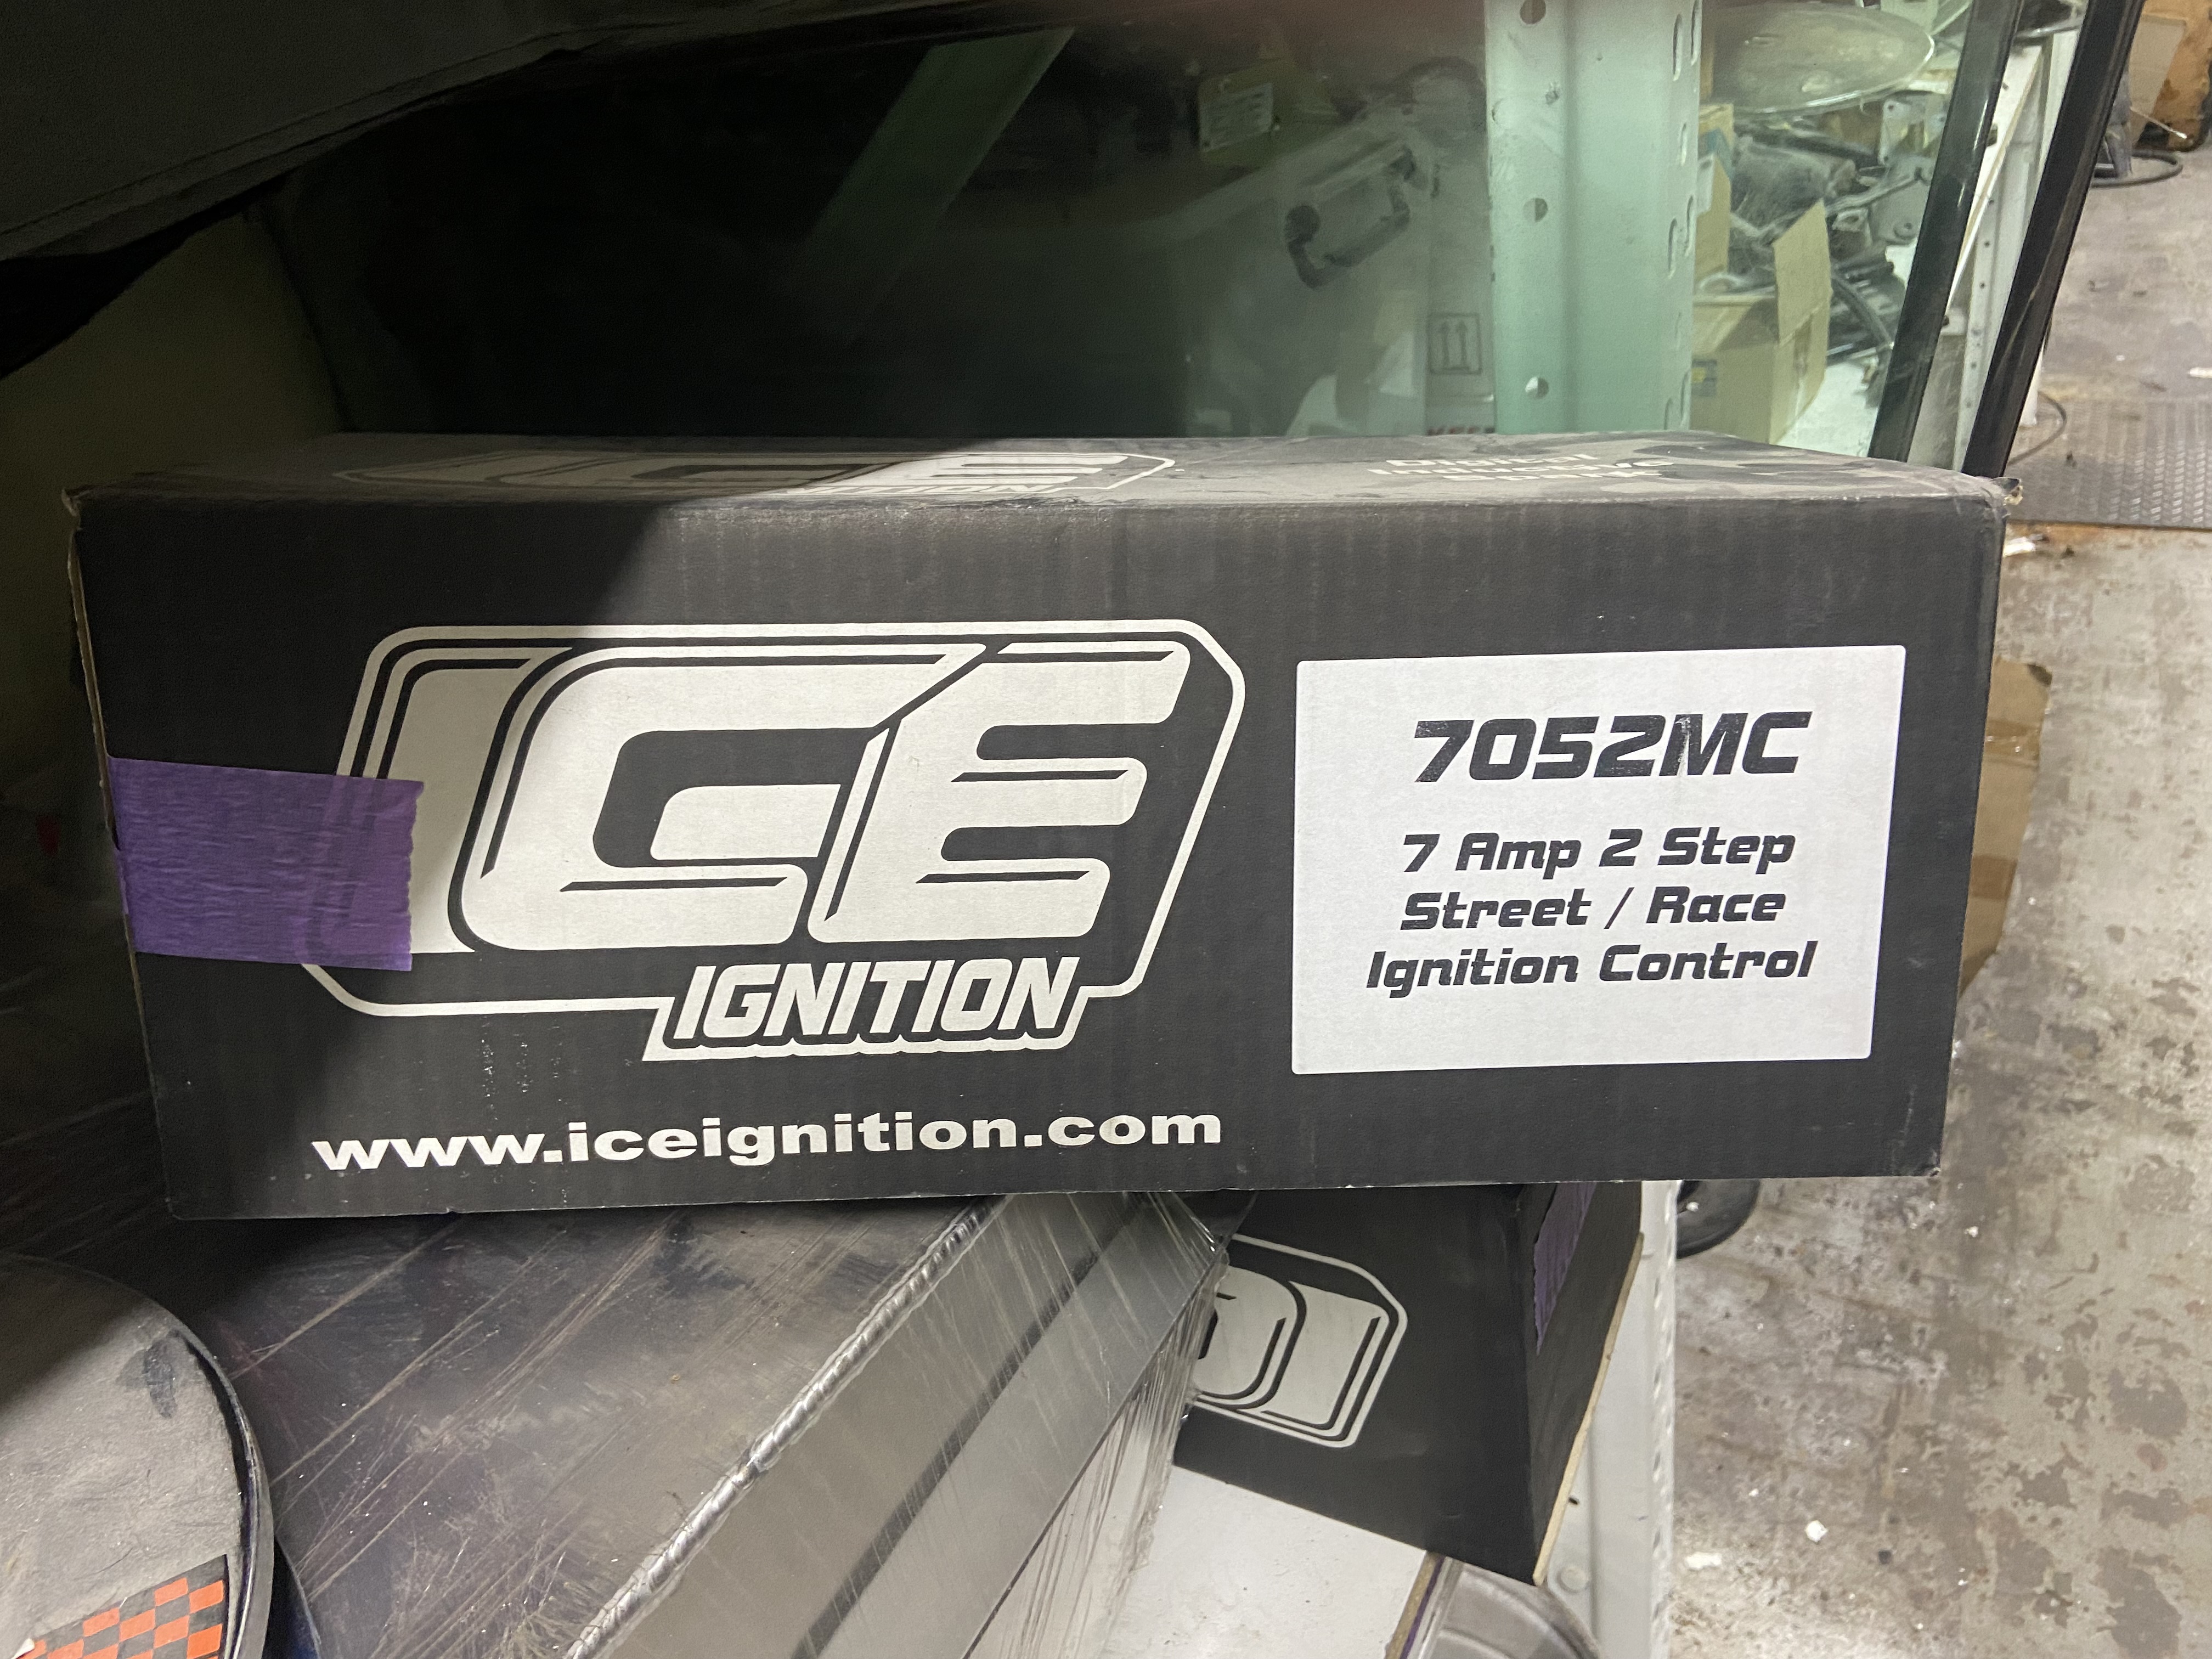 ICE
IGNITION
www.iceignition.com
7052MC
7 Amp 2 Step
Street / Race
Ignition Control